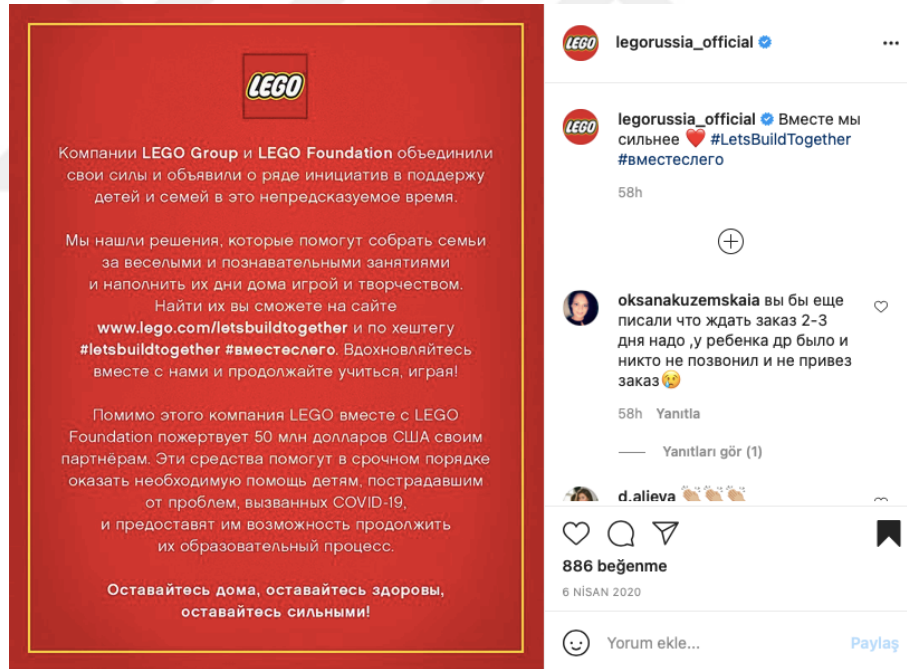 LEGO
Компании LEGO Group и LEGO Foundation объединили
свои силы и объявили о ряде инициатив в поддержку
детей и семей в это непредсказуемое время.
Мы нашли решения, которые помогут собрать семьи
за веселыми и познавательными занятиями
и наполнить их дни дома игрой и творчеством.
Найти их вы сможете на сайте
www.lego.com/letsbuildtogether и по хештегу
#letsbuildtogether #вместеслего. Вдохновляйтесь
вместе с нами и продолжайте учиться, играя!
Помимо этого компания LEGO вместе с LEGO
Foundation пожертвует 50 млн долларов США своим
партнёрам. Эти средства помогут в срочном порядке
оказать необходимую помощь детям, пострадавшим
от проблем, вызванных COVID-19,
и предоставят им возможность продолжить
их образовательный процесс.
Оставайтесь дома, оставайтесь здоровы,
оставайтесь сильными!
LEGO
legorussia_official
LEGO
legorussia_official Вместе мы
сильнее ❤️ #LetsBuildTogether
#вместеслего
58h
oksanakuzemskaia вы бы еще
писали что ждать заказ 2-3
дня надо ,у ребенка др было и
никто не позвонил и не привез
заказ😢
58h Yanıtla
Yanıtları gör (1)
d.alieva 👏🏼👏🏼👏🏼
886 beğenme
6 NİSAN 2020
Yorum ekle...
Paylaş